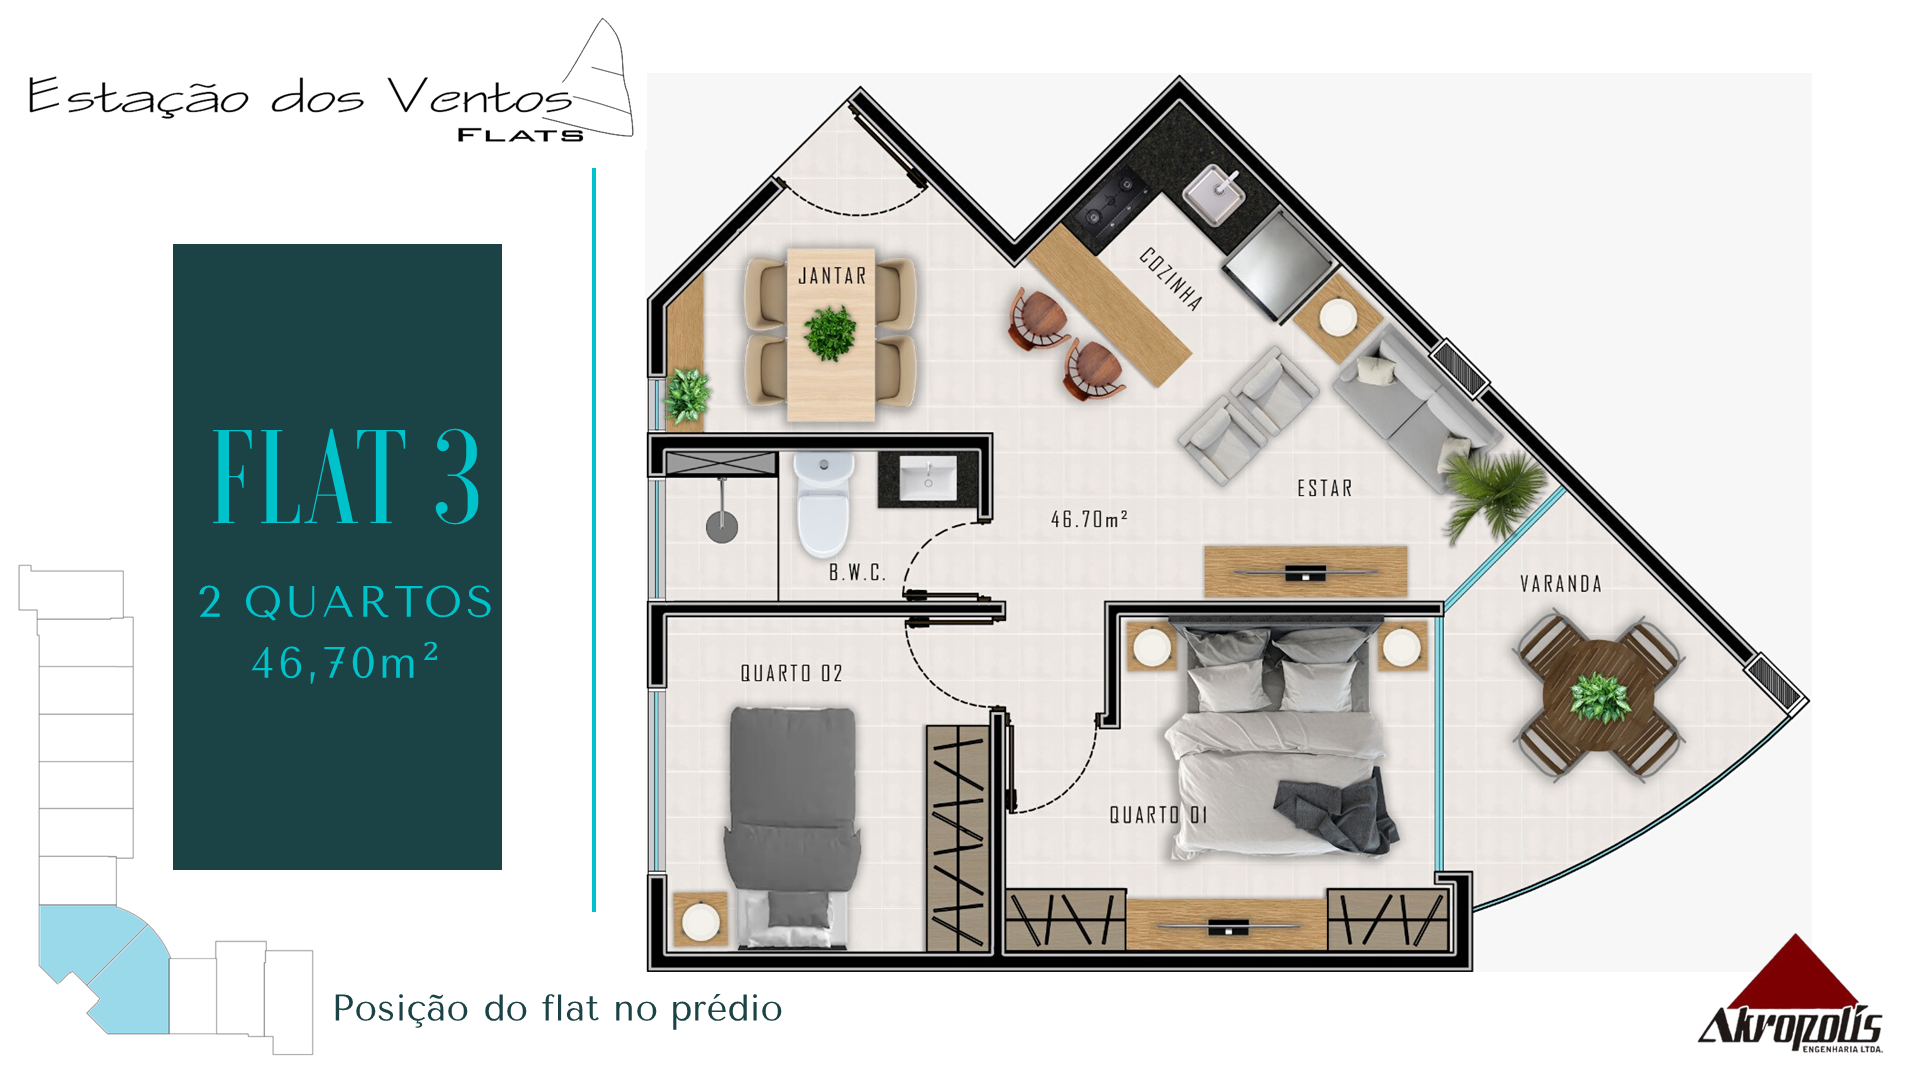 Estação dos Ventos
FLATS
FLAT 3
2 QUARTOS
46,70m²
JANTAR
COZINHA
ESTAR
46.70m²
B.W.C.
VARANDA
QUARTO 02
QUARTO 01
Posição do flat no prédio
Akropolis
ENGENHARIA LTDA.